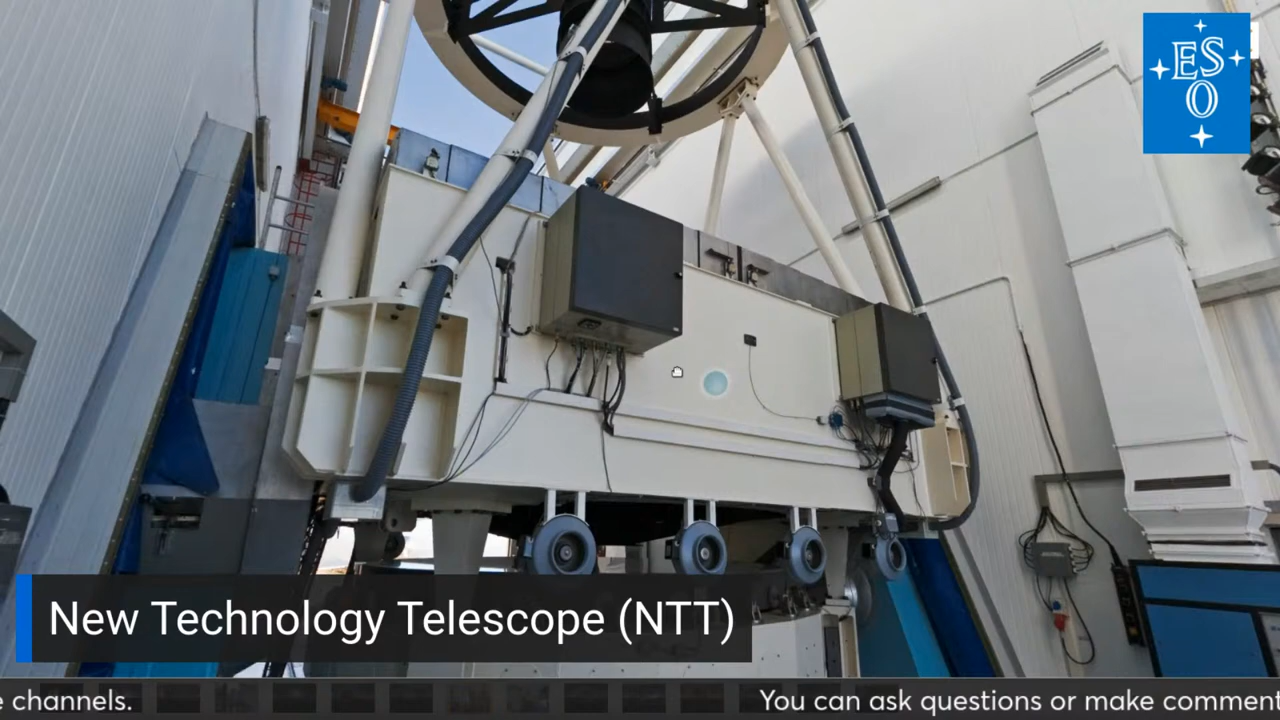 ESO
New Technology Telescope (NTT)
e channels.
You can ask questions or make comment